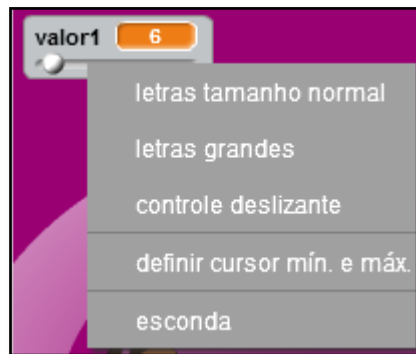 valor1 6
letras tamanho normal
letras grandes
controle deslizante
definir cursor mín. e máx.
esconda